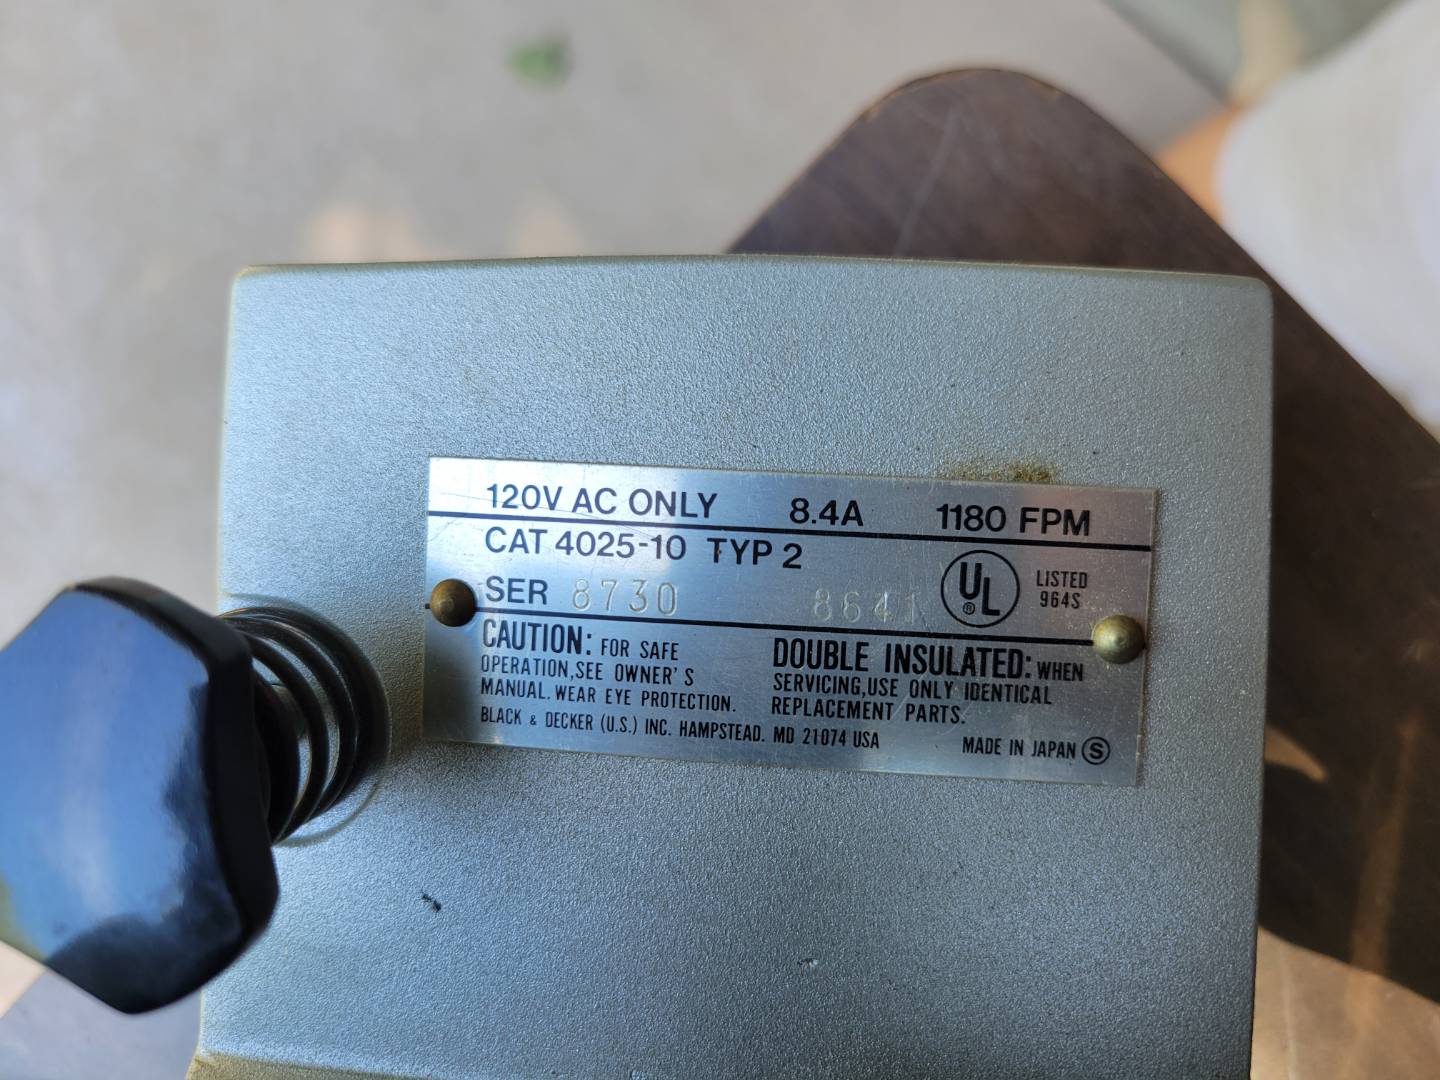 120V AC ONLY 8.4A 1180 FPM
CAT 4025-10 TYP 2
SER 8730 8641
UL ® LISTED
964S
CAUTION: FOR SAFE
OPERATION,SEE OWNER'S
MANUAL. WEAR EYE PROTECTION.
DOUBLE INSULATED: WHEN
SERVICING,USE ONLY IDENTICAL
REPLACEMENT PARTS.
BLACK & DECKER (U.S.) INC. HAMPSTEAD. MD 21074 USA
MADE IN JAPAN Ⓢ